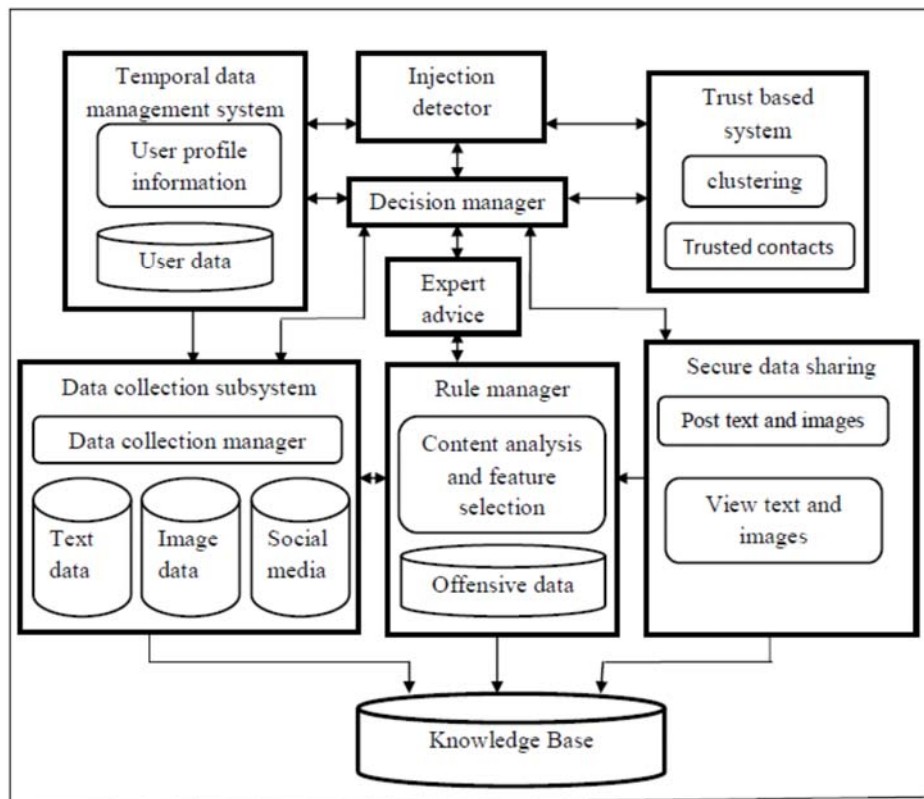 Temporal data
management system
User profile
information
User data
Injection
detector
Decision manager
Expert
advice
Trust based
system
clustering
Trusted contacts
Data collection subsystem
Data collection manager
Text
data
Image
data
Social
media
Rule manager
Content analysis
and feature
selection
Offensive data
Secure data sharing
Post text and images
View text and
images
Knowledge Base